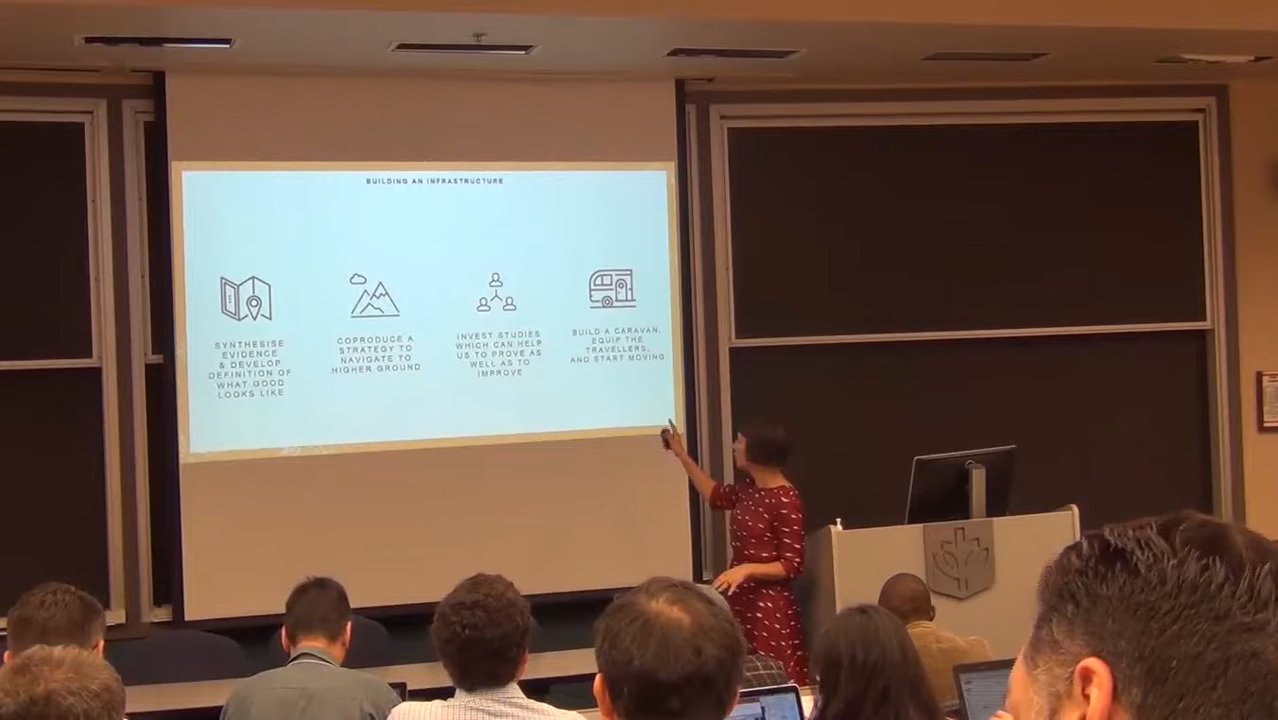 BUILDING AN INFRASTRUCTURE
SYNTHESISE
EVIDENCE
& DEVELOP
DEFINITION OF
WHAT GOOD
LOOKS LIKE
COPRODUCE A
STRATEGY TO
NAVIGATE TO
HIGHER GROUND
INVEST STUDIES
WHICH CAN HELP
US TO PROVE AS
WELL AS TO
IMPROVE
BUILD A CARAVAN,
EQUIP THE
TRAVELLERS,
AND START MOVING